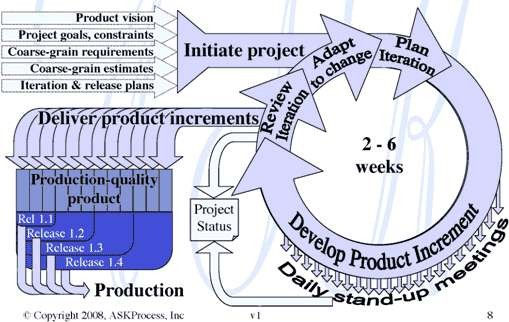 Product vision
Project goals, constraints
Coarse-grain requirements
Coarse-grain estimates
Iteration & release plans
Initiate project
Adapt
to change
Plan
Iteration
Review
Iteration
Deliver product increments
2 - 6
weeks
Production-quality
product
Rel 1.1
Release 1.2
Release 1.3
Release 1.4
Production
Project
Status
Develop Product Increment
Daily stand-up meetings
© Copyright 2008, ASKProcess, Inc
v1
8